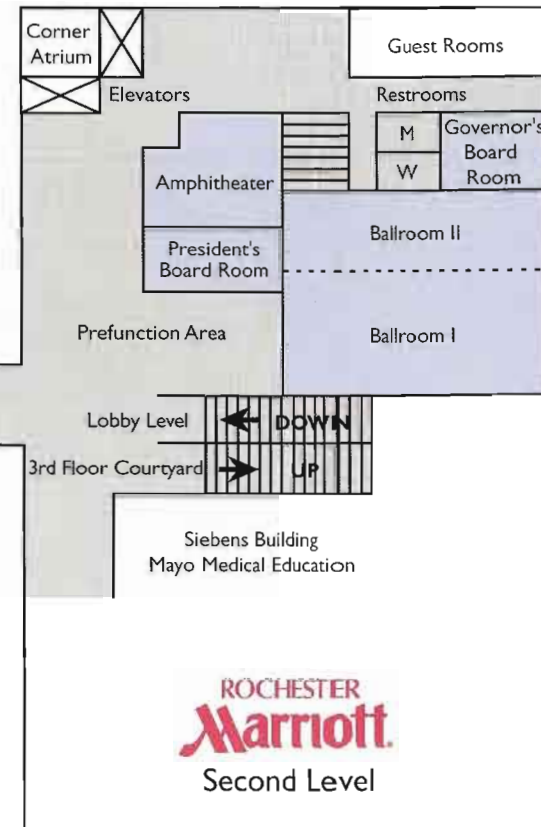 Corner
Atrium
Guest Rooms
Elevators
Restrooms
M
Governor's
Board
Room
W
Amphitheater
Ballroom II
President's
Board Room
Prefunction Area
Ballroom I
Lobby Level
DOWN
3rd Floor Courtyard
UP
Siebens Building
Mayo Medical Education
ROCHESTER
Marriott.
Second Level